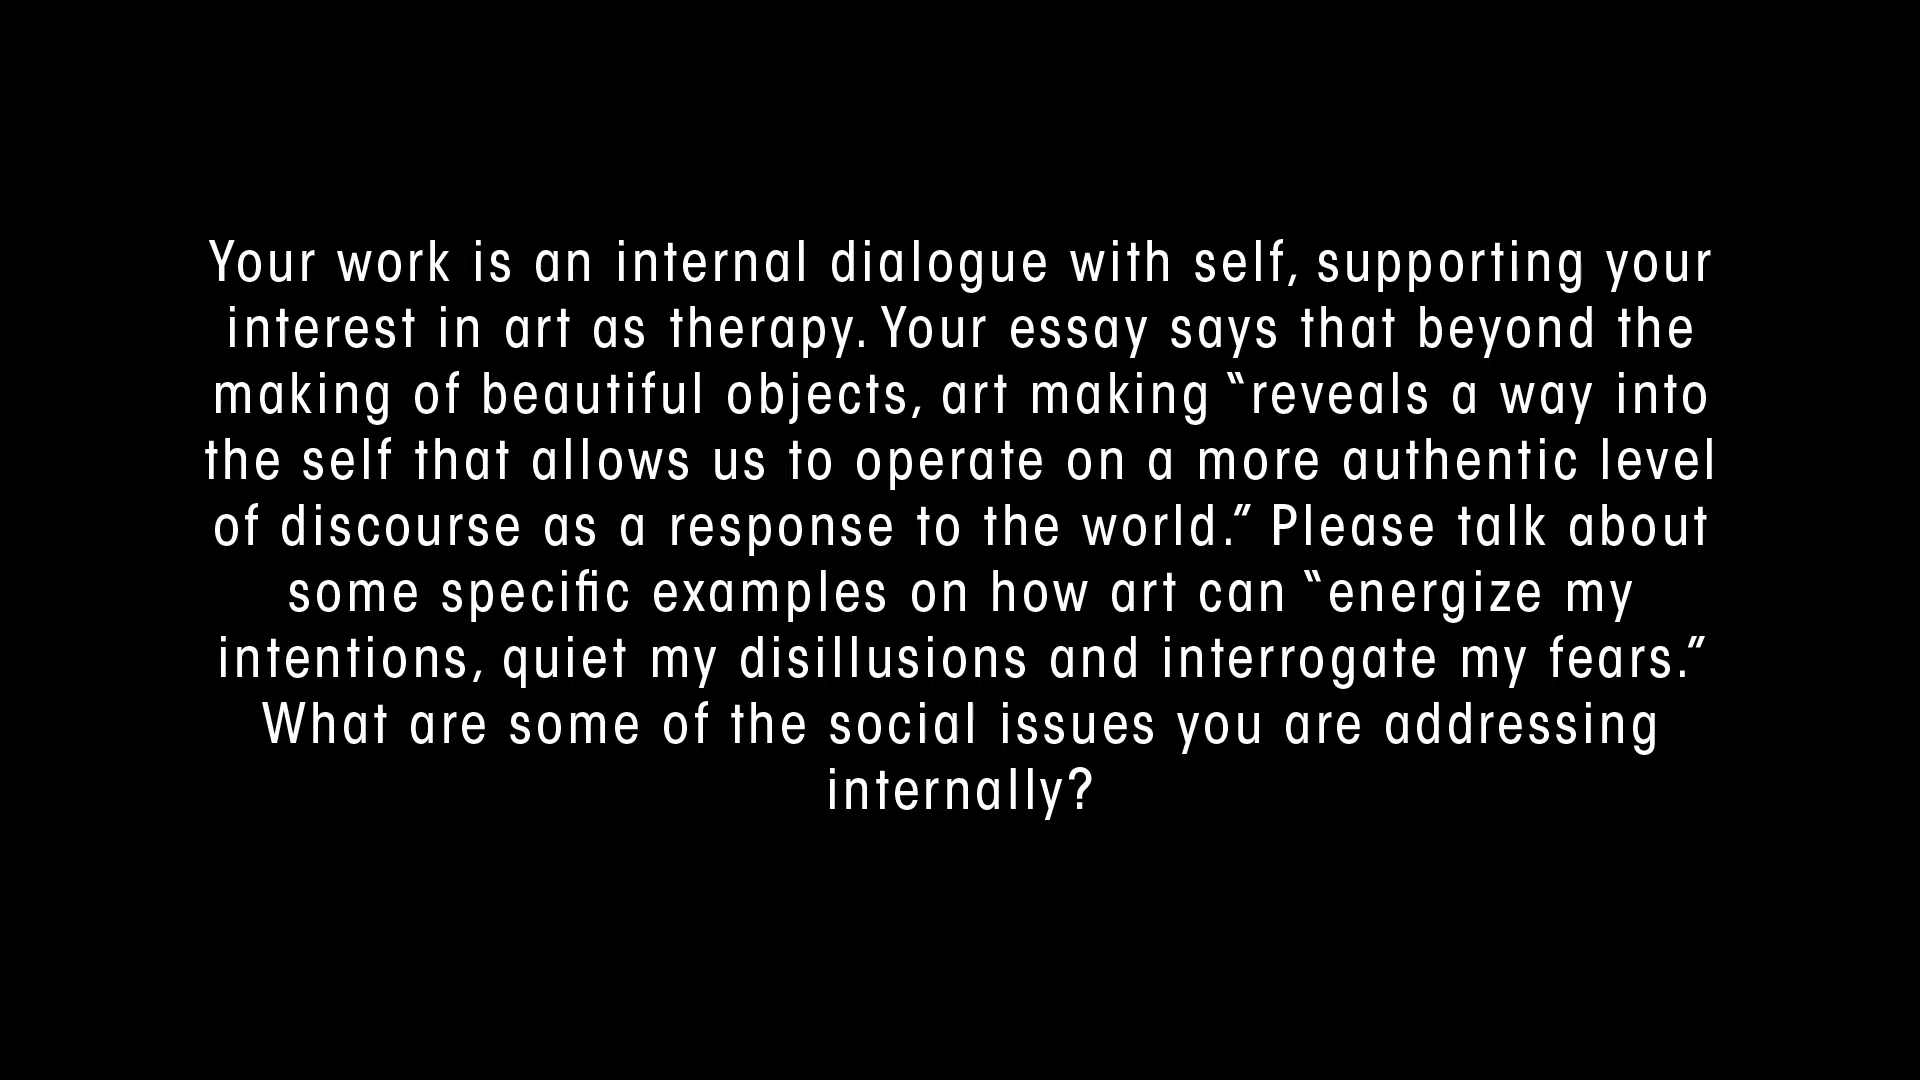 Your work is an internal dialogue with self, supporting your
interest in art as therapy. Your essay says that beyond the
making of beautiful objects, art making “reveals a way into
the self that allows us to operate on a more authentic level
of discourse as a response to the world.” Please talk about
some specific examples on how art can “energize my
intentions, quiet my disillusions and interrogate my fears.”
What are some of the social issues you are addressing
internally?